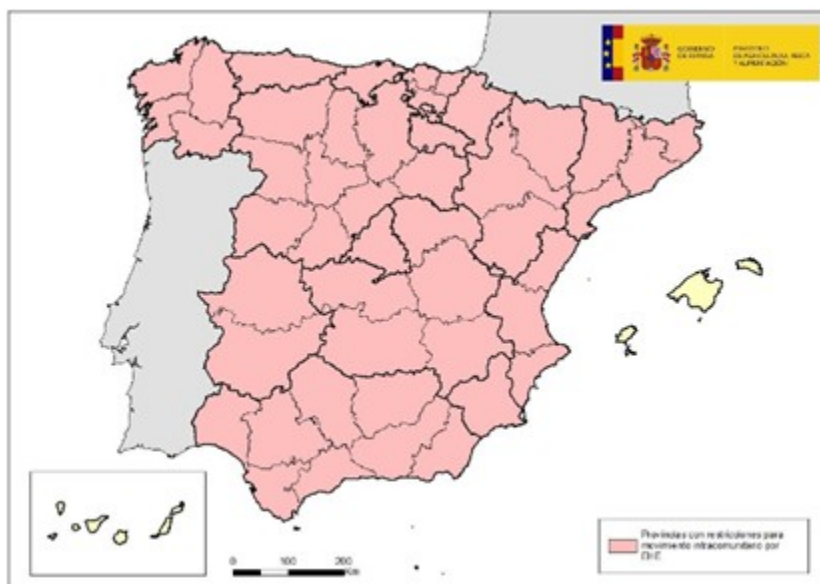 GOBIERNO
DE ESPAÑA
MINISTERIO
DE AGRICULTURA, PESCA
Y ALIMENTACIÓN
Provincias con restricciones para
movimiento intracomunitario por
EHE
0 100 200
Km